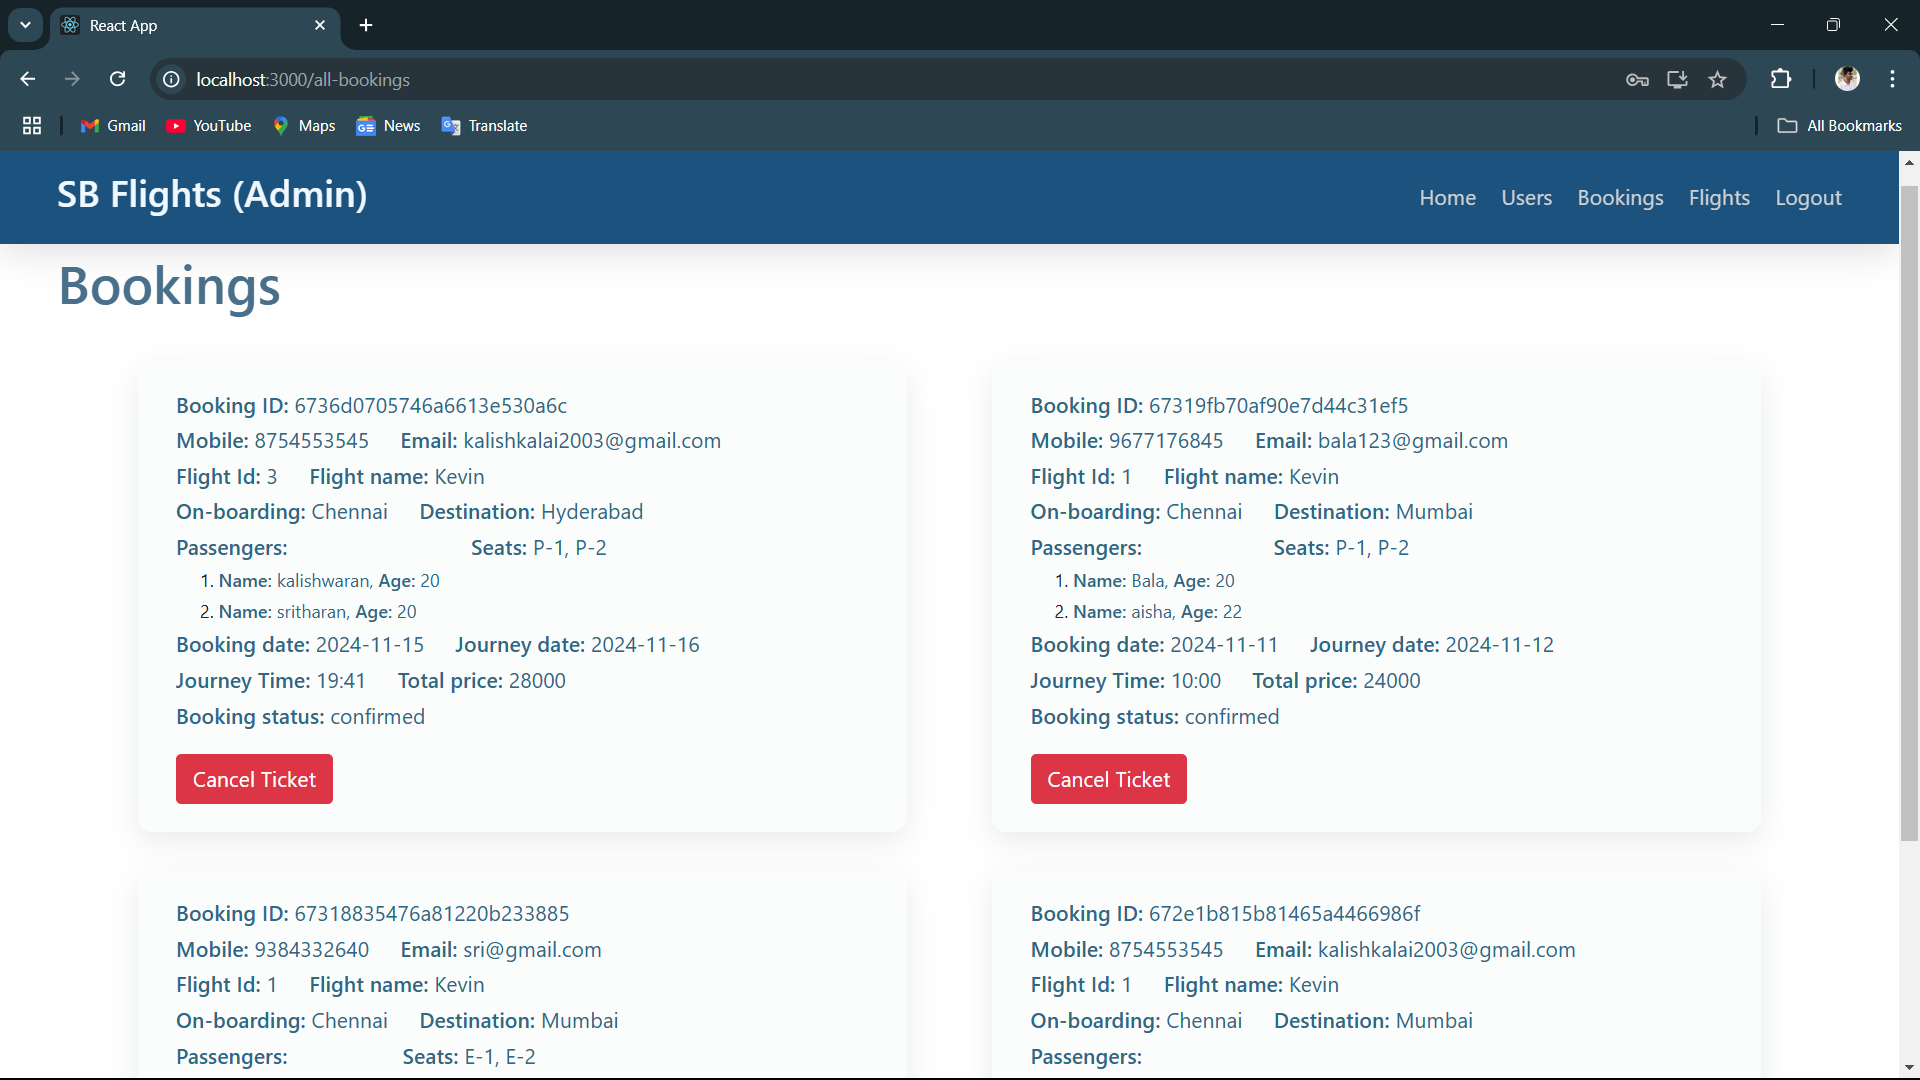 React App
localhost:3000/all-bookings
Gmail YouTube Maps News Translate All Bookmarks
SB Flights (Admin) Home Users Bookings Flights Logout
Bookings
Booking ID: 6736d0705746a6613e530a6c
Mobile: 8754553545 Email: kalishkalai2003@gmail.com
Flight Id: 3 Flight name: Kevin
On-boarding: Chennai Destination: Hyderabad
Passengers: Seats: P-1, P-2
1. Name: kalishwaran, Age: 20
2. Name: sritharan, Age: 20
Booking date: 2024-11-15 Journey date: 2024-11-16
Journey Time: 19:41 Total price: 28000
Booking status: confirmed
Cancel Ticket
Booking ID: 67319fb70af90e7d44c31ef5
Mobile: 9677176845 Email: bala123@gmail.com
Flight Id: 1 Flight name: Kevin
On-boarding: Chennai Destination: Mumbai
Passengers: Seats: P-1, P-2
1. Name: Bala, Age: 20
2. Name: aisha, Age: 22
Booking date: 2024-11-11 Journey date: 2024-11-12
Journey Time: 10:00 Total price: 24000
Booking status: confirmed
Cancel Ticket
Booking ID: 67318835476a81220b233885
Mobile: 9384332640 Email: sri@gmail.com
Flight Id: 1 Flight name: Kevin
On-boarding: Chennai Destination: Mumbai
Passengers: Seats: E-1, E-2
Booking ID: 672e1b815b81465a4466986f
Mobile: 8754553545 Email: kalishkalai2003@gmail.com
Flight Id: 1 Flight name: Kevin
On-boarding: Chennai Destination: Mumbai
Passengers: